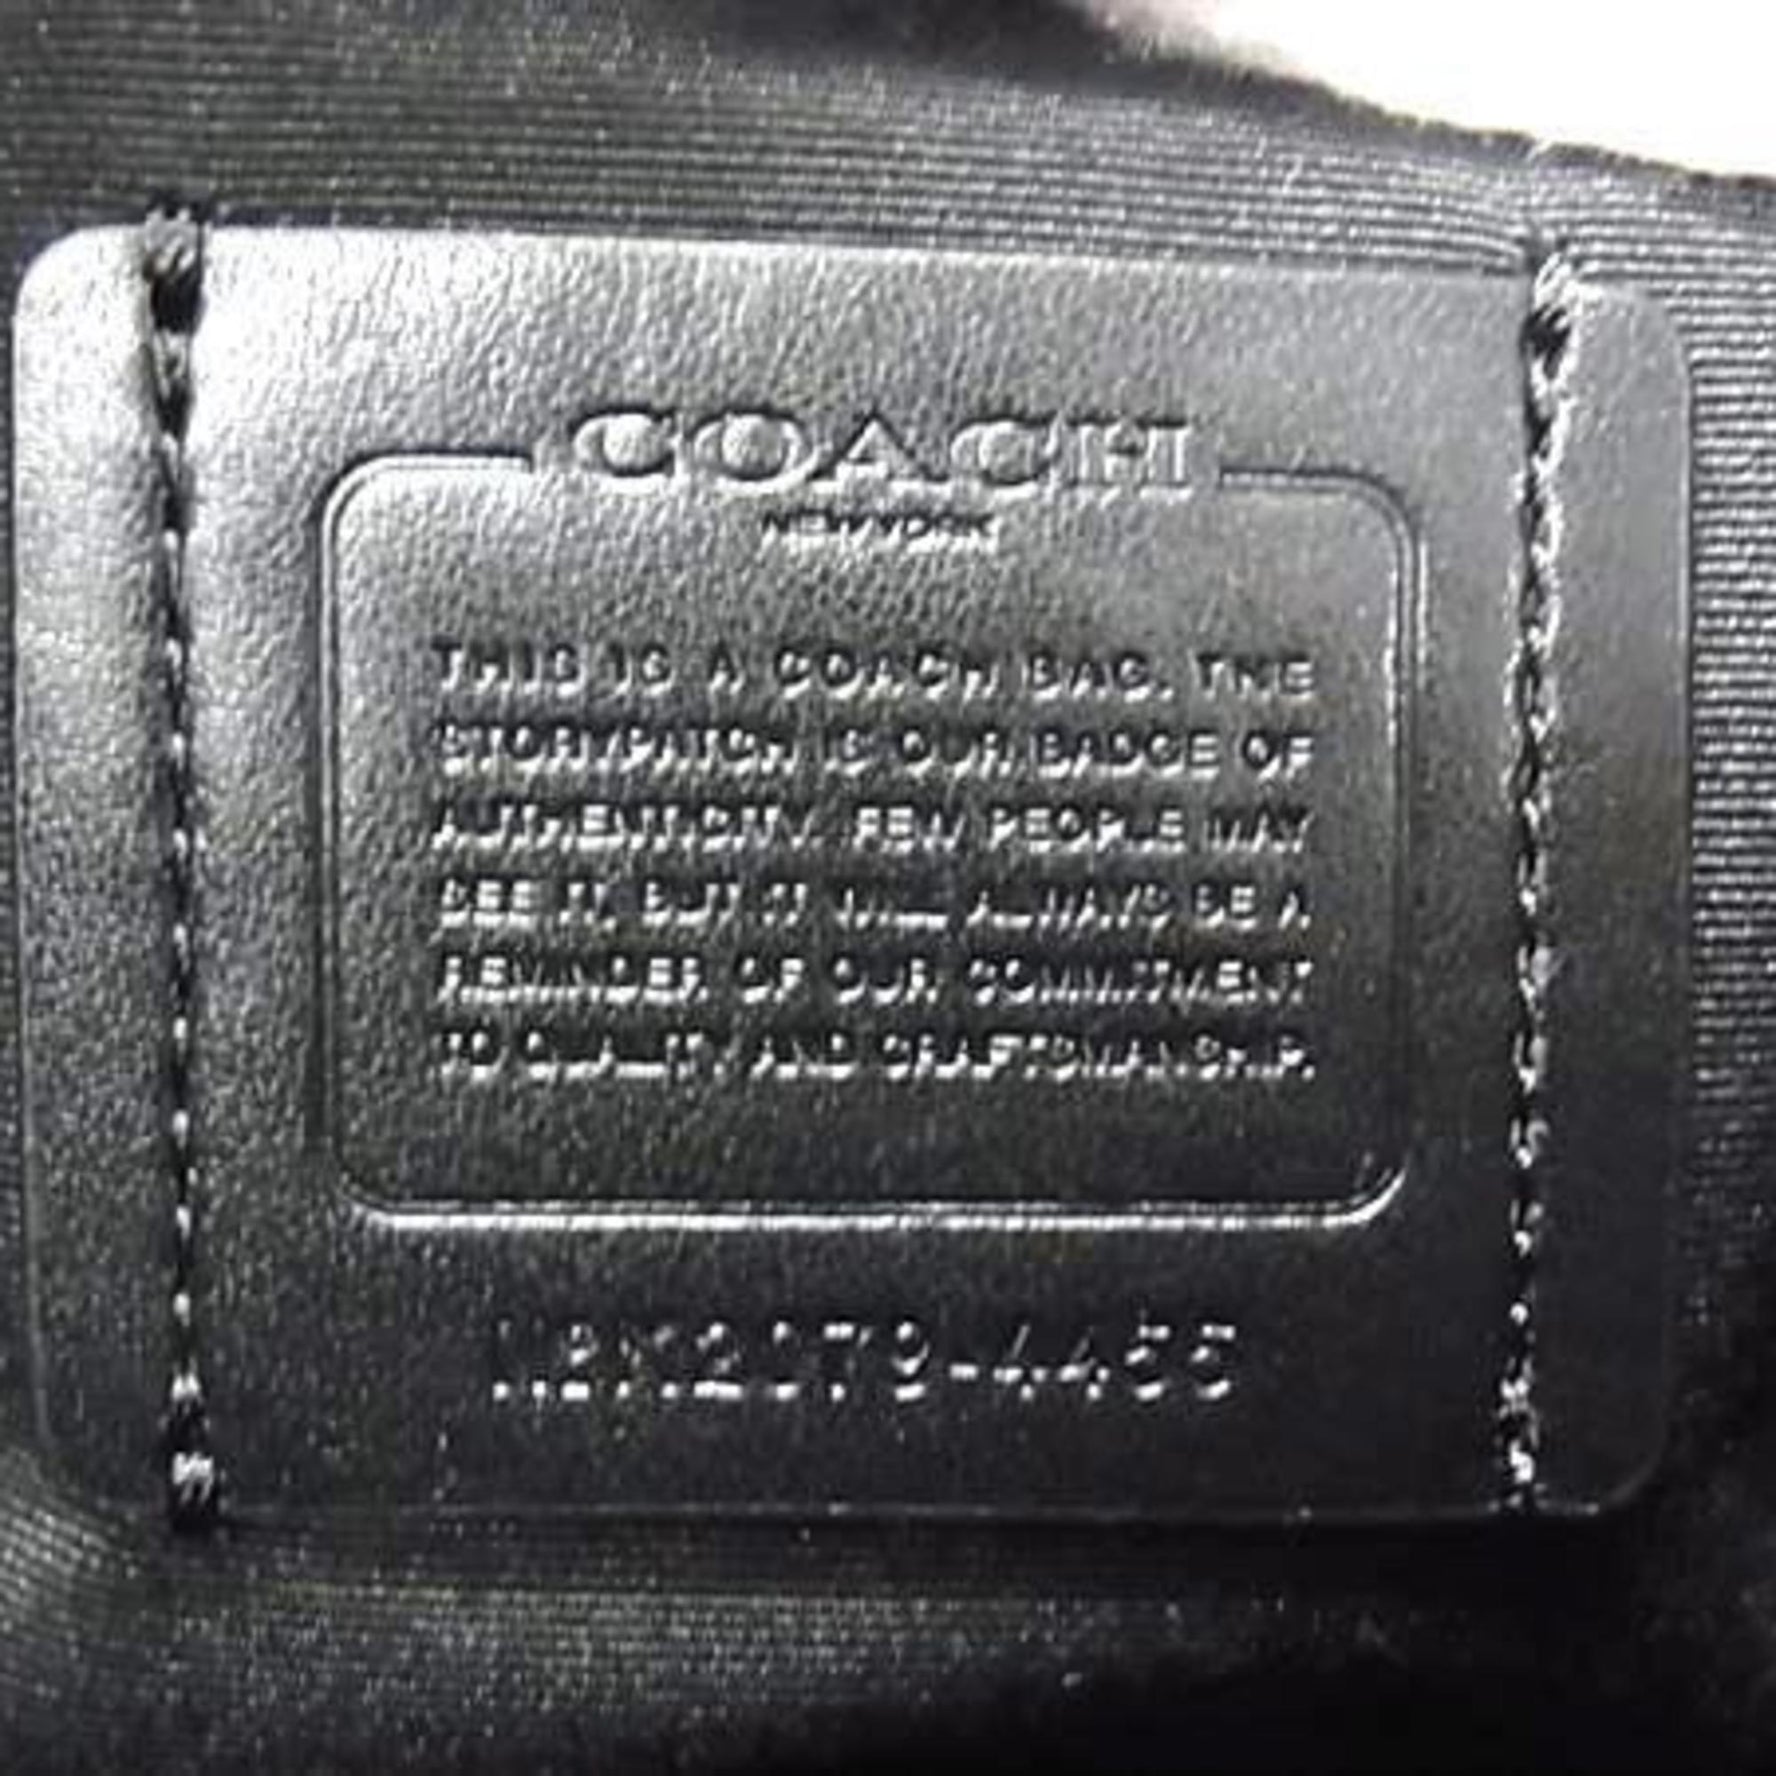 COACH
NEW YORK
THIS IS A COACH BAG. THE
STORYPATCH IS OUR BADGE OF
AUTHENTICITY. FEW PEOPLE MAY
SEE IT, BUT IT WILL ALWAYS BE A
REMINDER OF OUR COMMITMENT
TO QUALITY AND CRAFTSMANSHIP.